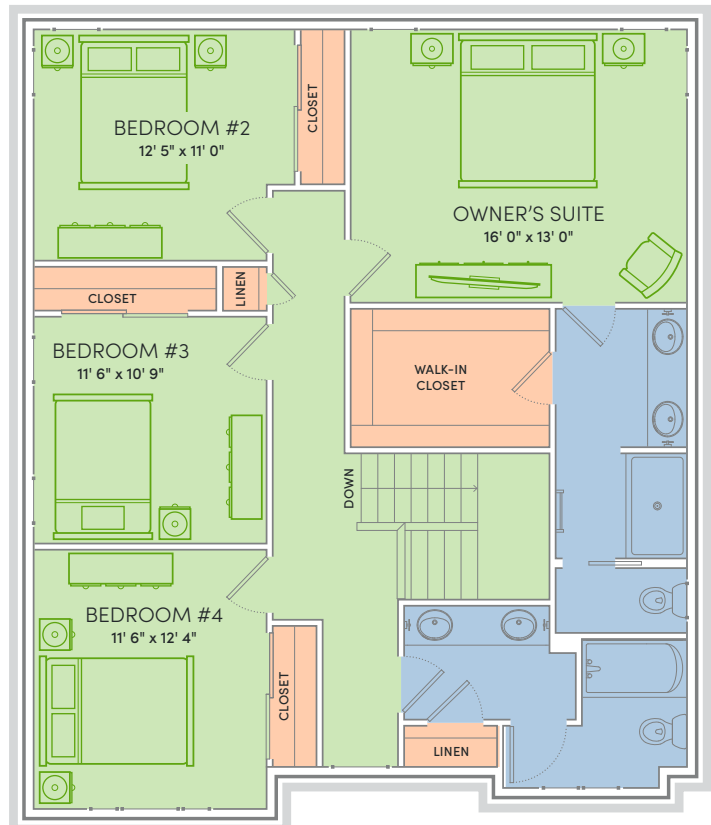 BEDROOM #2
12' 5" x 11' 0"
CLOSET
OWNER'S SUITE
16' 0" x 13' 0"
CLOSET
LINEN
BEDROOM #3
11' 6" x 10' 9"
WALK-IN
CLOSET
DOWN
BEDROOM #4
11' 6" x 12' 4"
CLOSET
LINEN